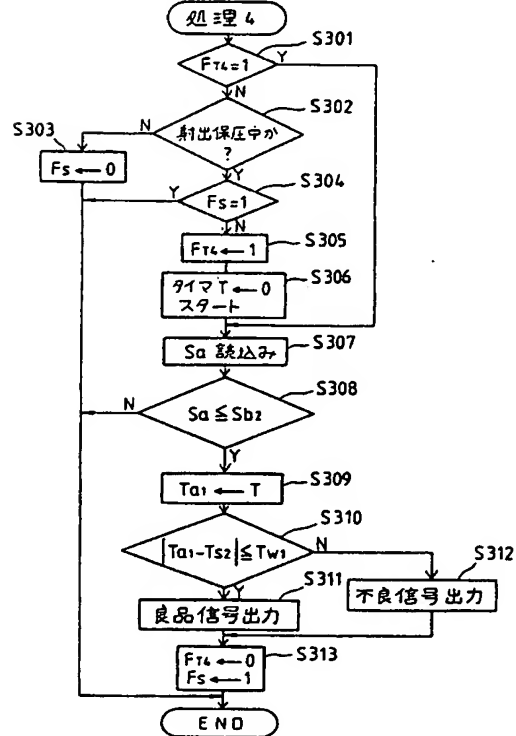 処理4
S301
FT4=1
Y
N
S302
射出保圧中か
?
N
Y
S303
Fs ← 0
S304
Fs=1
Y
N
S305
FT4 ← 1
S306
タイマT ← 0
スタート
S307
Sa 読込み
S308
Sa≦Sb2
N
Y
S309
Ta1 ← T
S310
|Ta1-Ts2|≦Tw1
N
Y
S311
良品信号出力
S312
不良信号出力
S313
FT4 ← 0
Fs ← 1
END